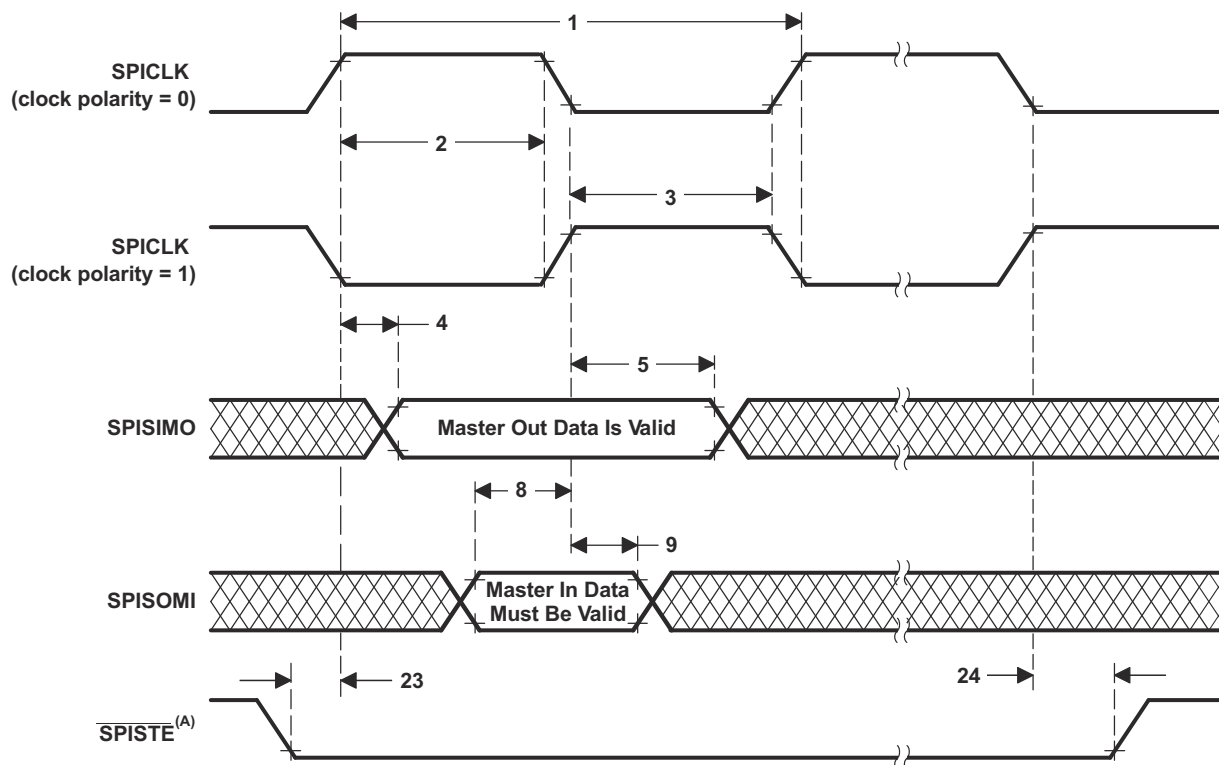 1
SPICLK
(clock polarity = 0)
2
3
SPICLK
(clock polarity = 1)
4
5
SPISIMO
Master Out Data Is Valid
8
9
SPISOMI
Master In Data
Must Be Valid
23
24
SPISTE(A)